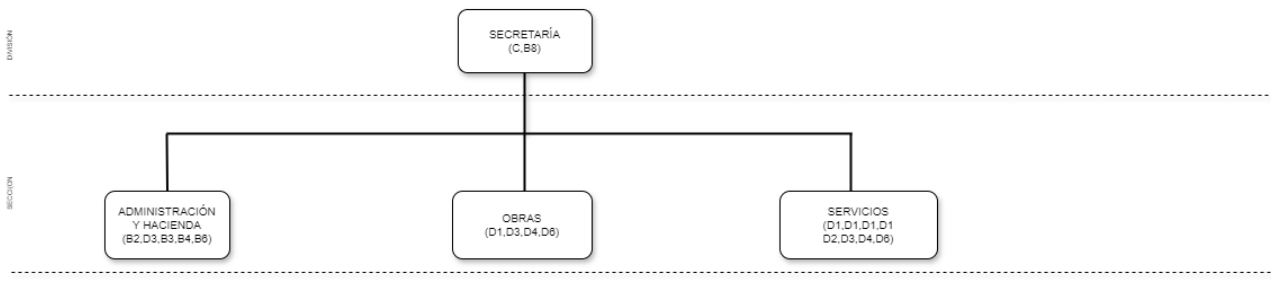 DIVISIÓN
SECRETARÍA
(C,B8)
SECCIÓN
ADMINISTRACIÓN
Y HACIENDA
(B2,D3,B3,B4,B6)
OBRAS
(D1,D3,D4,D6)
SERVICIOS
(D1,D1,D1,D1
D2,D3,D4,D6)